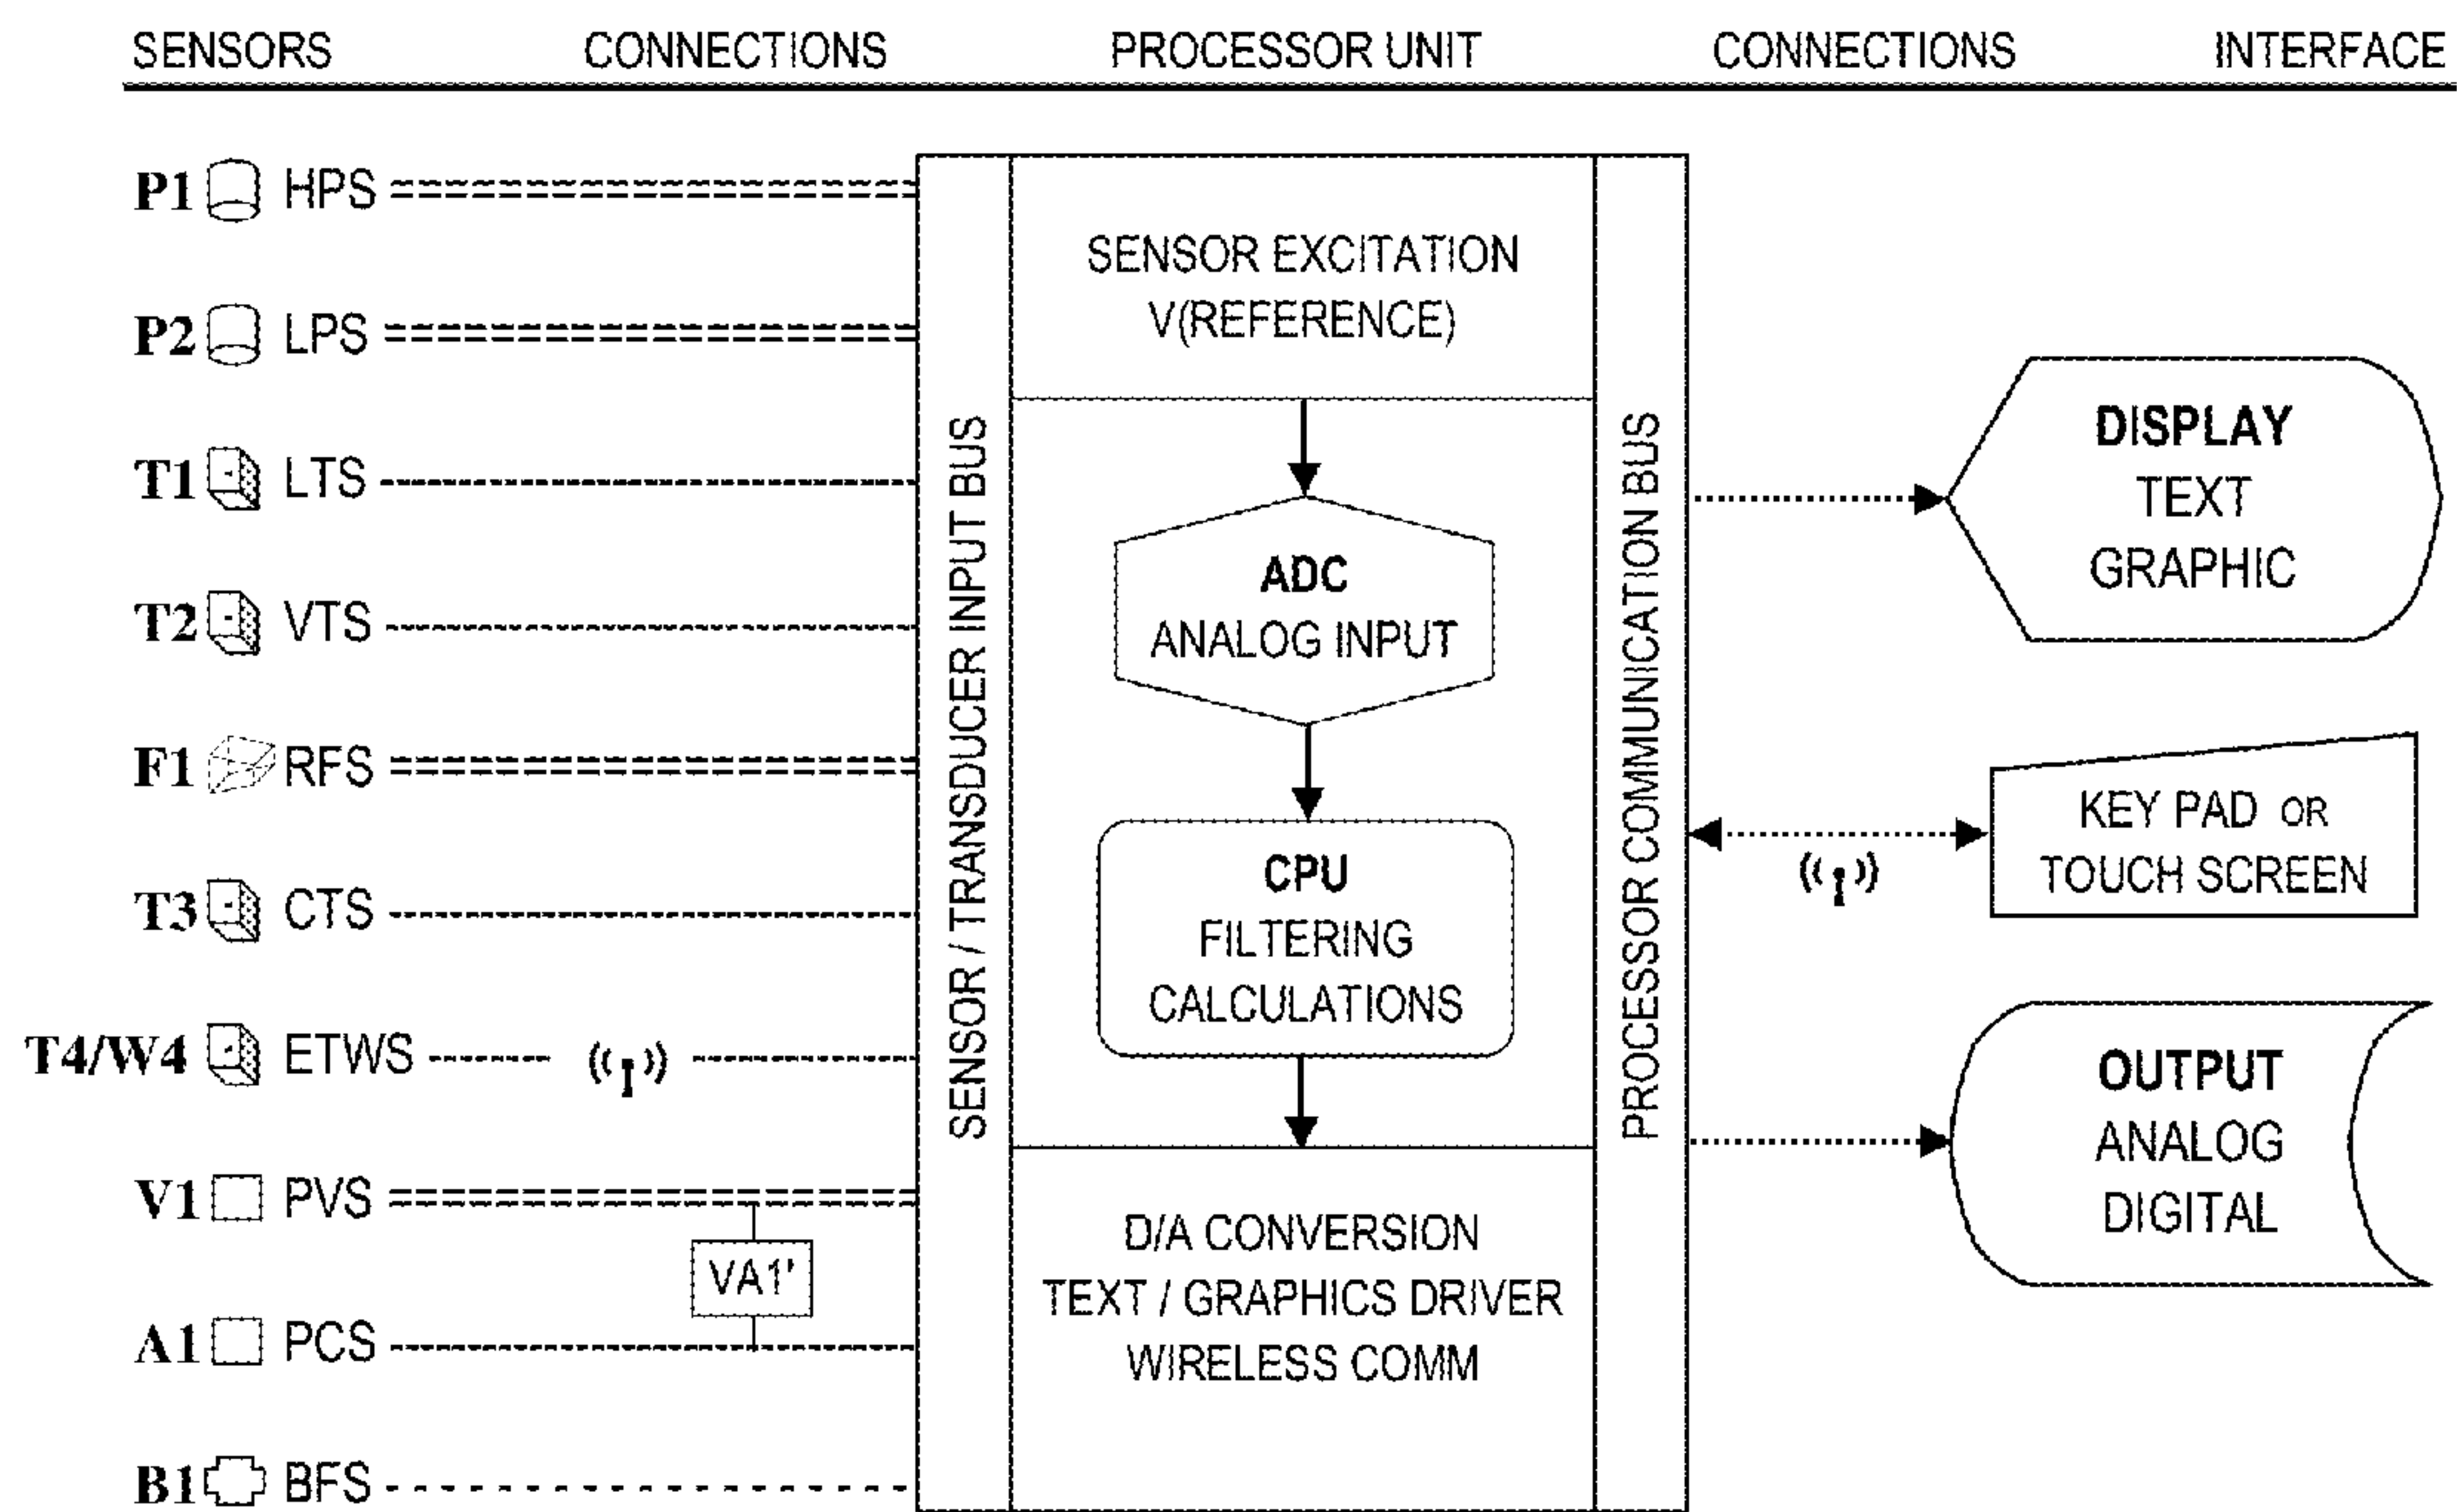 SENSORS CONNECTIONS PROCESSOR UNIT CONNECTIONS INTERFACE
P1 HPS
P2 LPS
T1 LTS
T2 VTS
F1 RFS
T3 CTS
T4/W4 ETWS
V1 PVS
VA1'
A1 PCS
B1 BFS
SENSOR / TRANSDUCER INPUT BUS
SENSOR EXCITATION
V(REFERENCE)
ADC
ANALOG INPUT
CPU
FILTERING
CALCULATIONS
D/A CONVERSION
TEXT / GRAPHICS DRIVER
WIRELESS COMM
PROCESSOR COMMUNICATION BUS
DISPLAY
TEXT
GRAPHIC
KEY PAD OR
TOUCH SCREEN
OUTPUT
ANALOG
DIGITAL